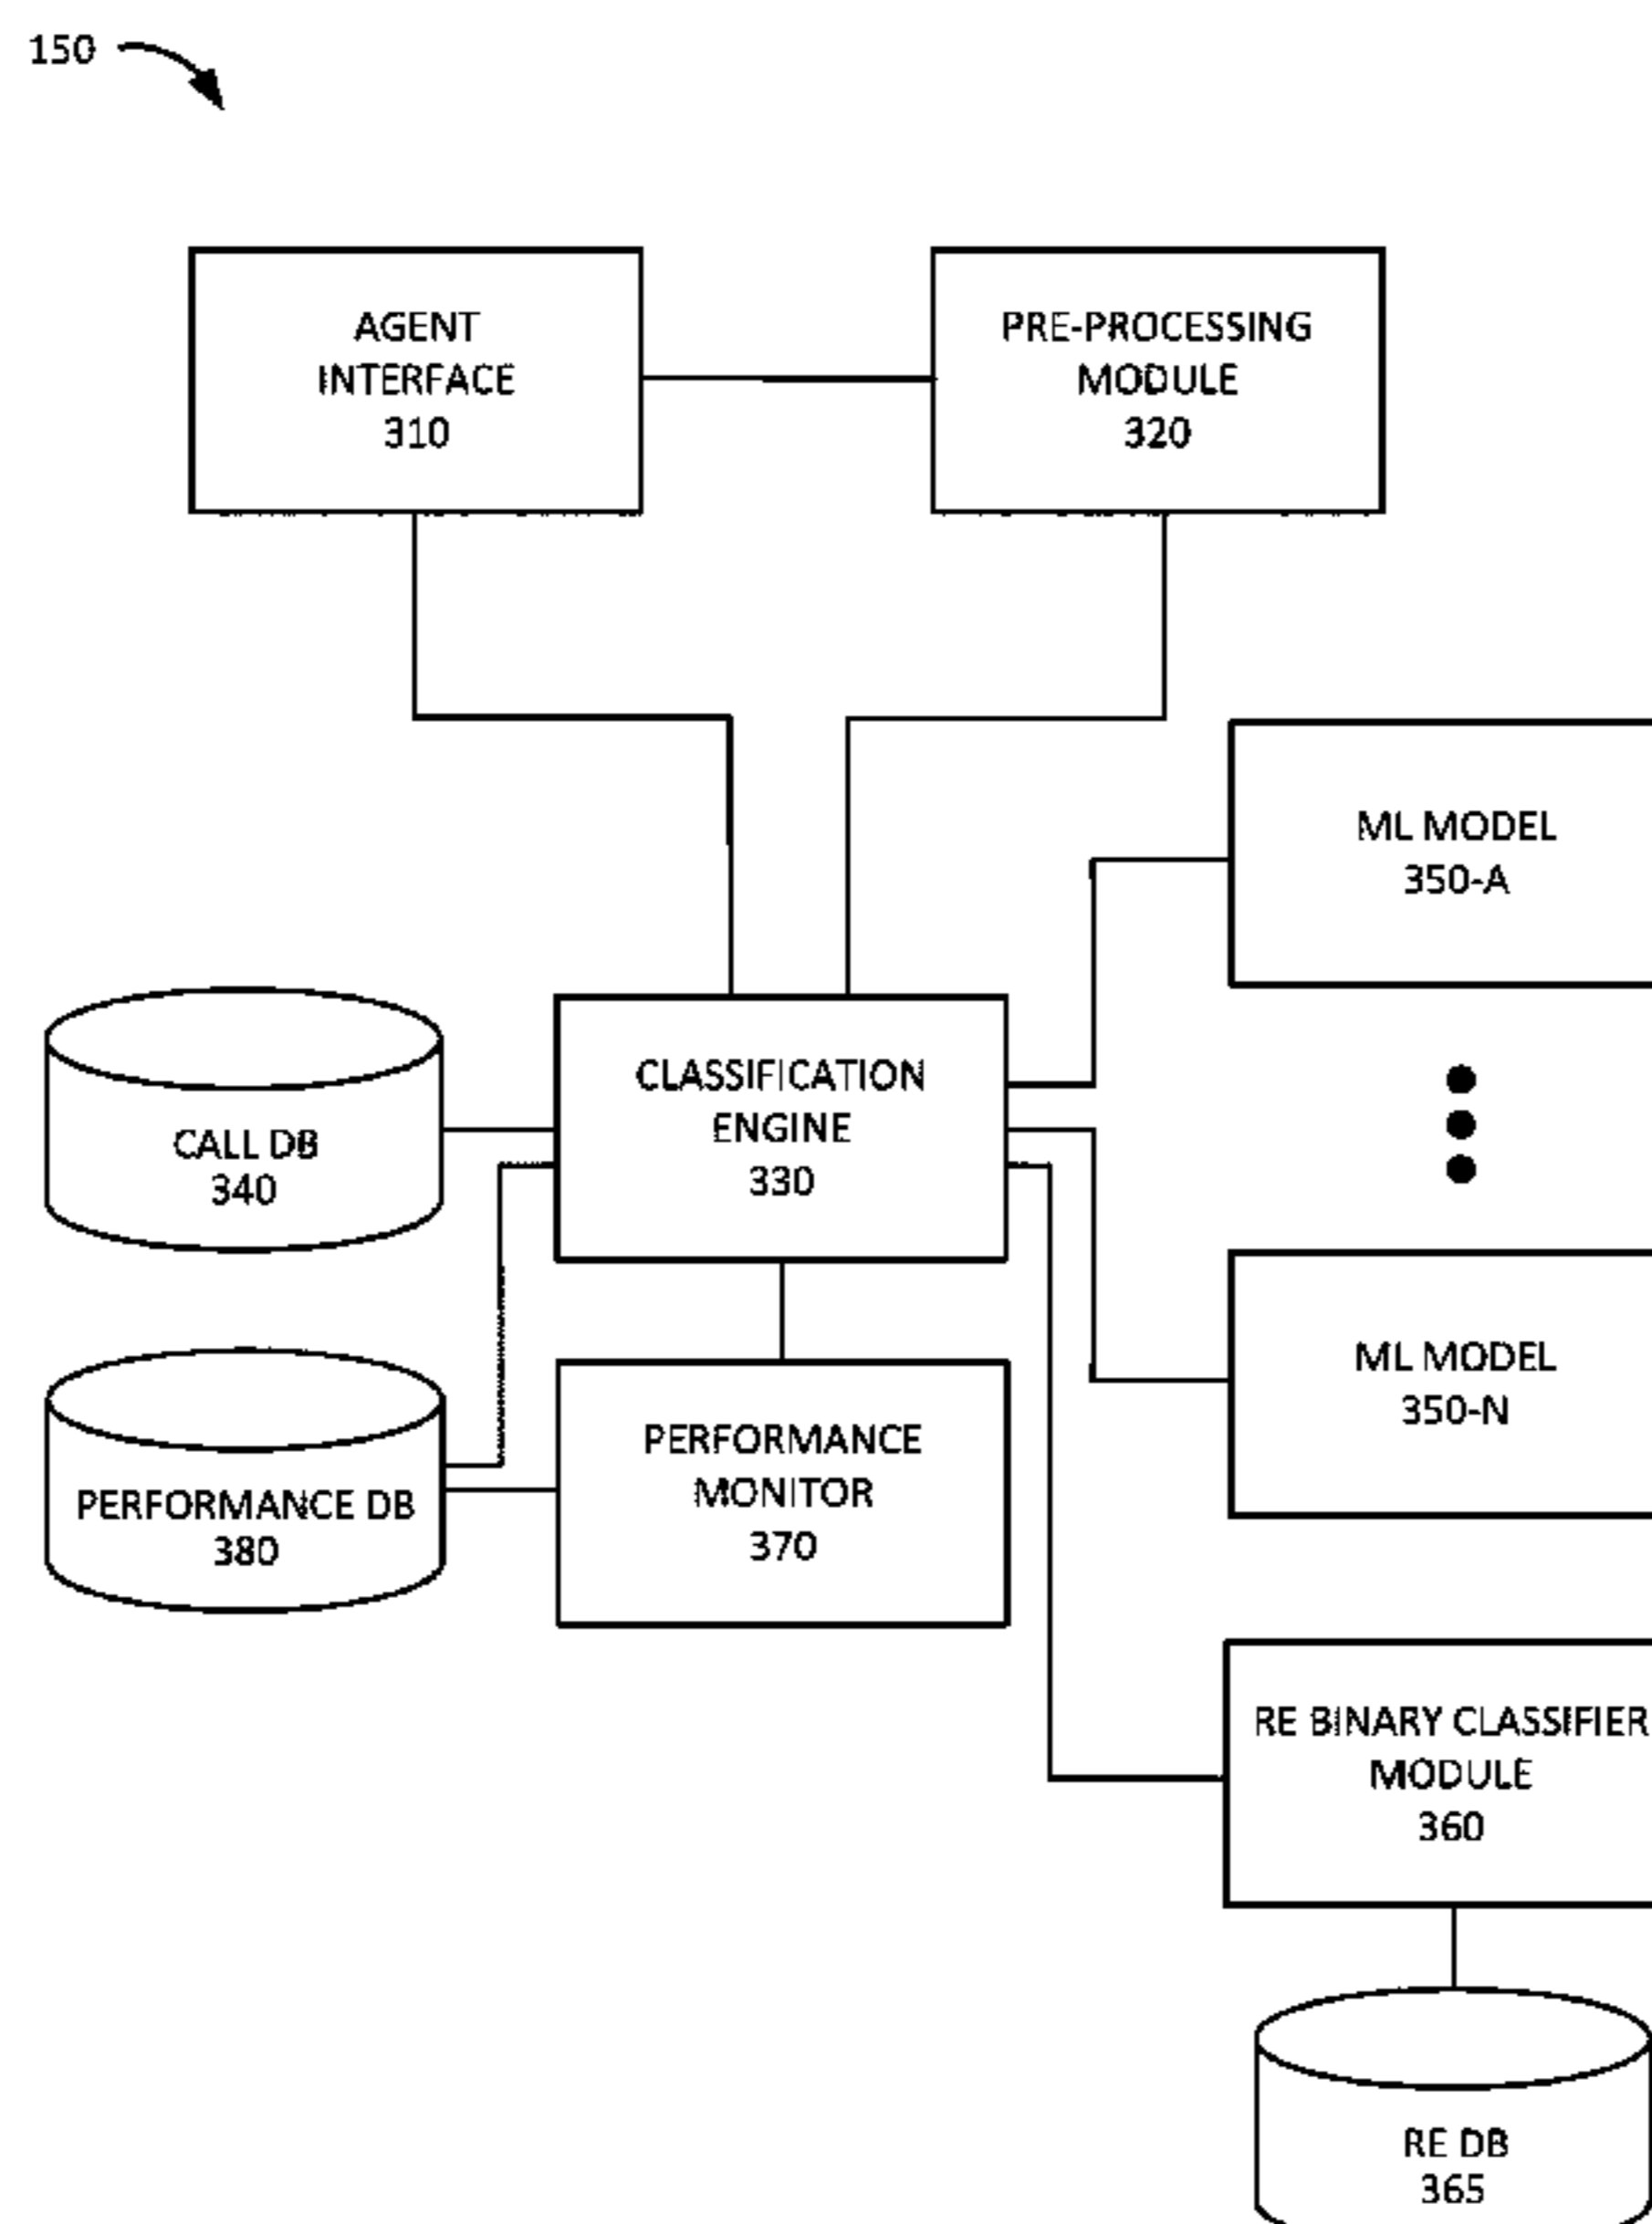 150
AGENT
INTERFACE
310
PRE-PROCESSING
MODULE
320
ML MODEL
350-A
CLASSIFICATION
ENGINE
330
CALL DB
340
ML MODEL
350-N
PERFORMANCE
MONITOR
370
PERFORMANCE DB
380
RE BINARY CLASSIFIER
MODULE
360
RE DB
365